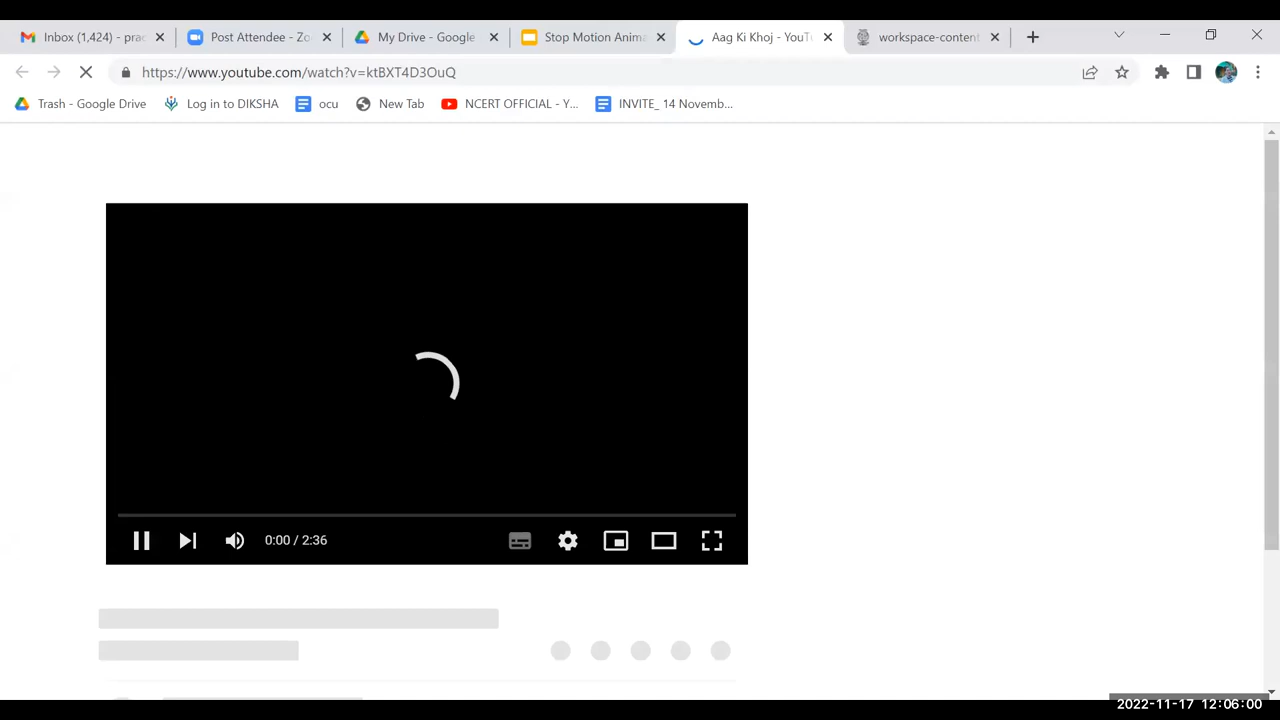 Inbox (1,424) - prac
Post Attendee - Zo
My Drive - Google
Stop Motion Anima
Aag Ki Khoj - YouTu
workspace-content
https://www.youtube.com/watch?v=ktBXT4D3OuQ
Trash - Google Drive
Log in to DIKSHA
ocu
New Tab
NCERT OFFICIAL - Y...
INVITE_ 14 Novemb...
0:00 / 2:36
2022-11-17 12:06:00